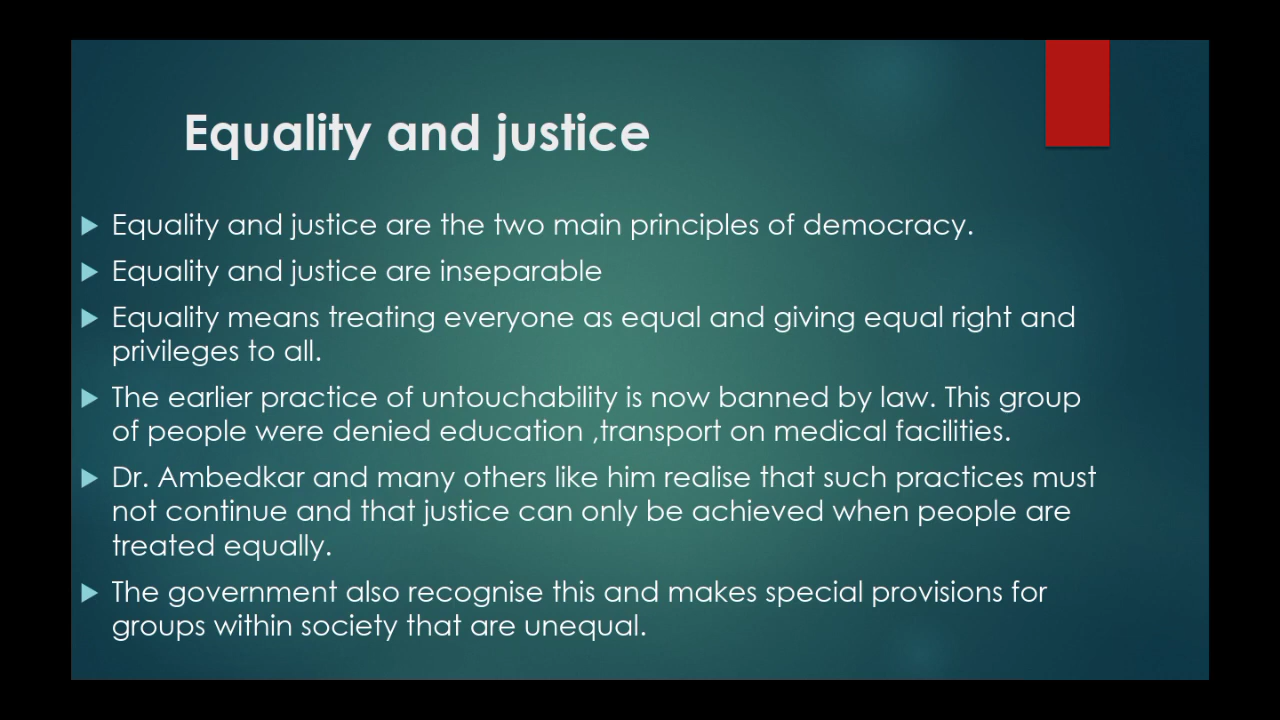 Equality and justice
Equality and justice are the two main principles of democracy.
Equality and justice are inseparable
Equality means treating everyone as equal and giving equal right and
privileges to all.
The earlier practice of untouchability is now banned by law. This group
of people were denied education ,transport on medical facilities.
Dr. Ambedkar and many others like him realise that such practices must
not continue and that justice can only be achieved when people are
treated equally.
The government also recognise this and makes special provisions for
groups within society that are unequal.